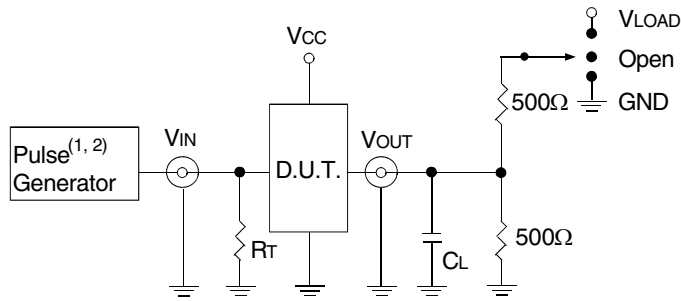 VLOAD
VCC
Open
500Ω
GND
Pulse(1, 2)
Generator
VIN
D.U.T.
VOUT
RT
CL
500Ω